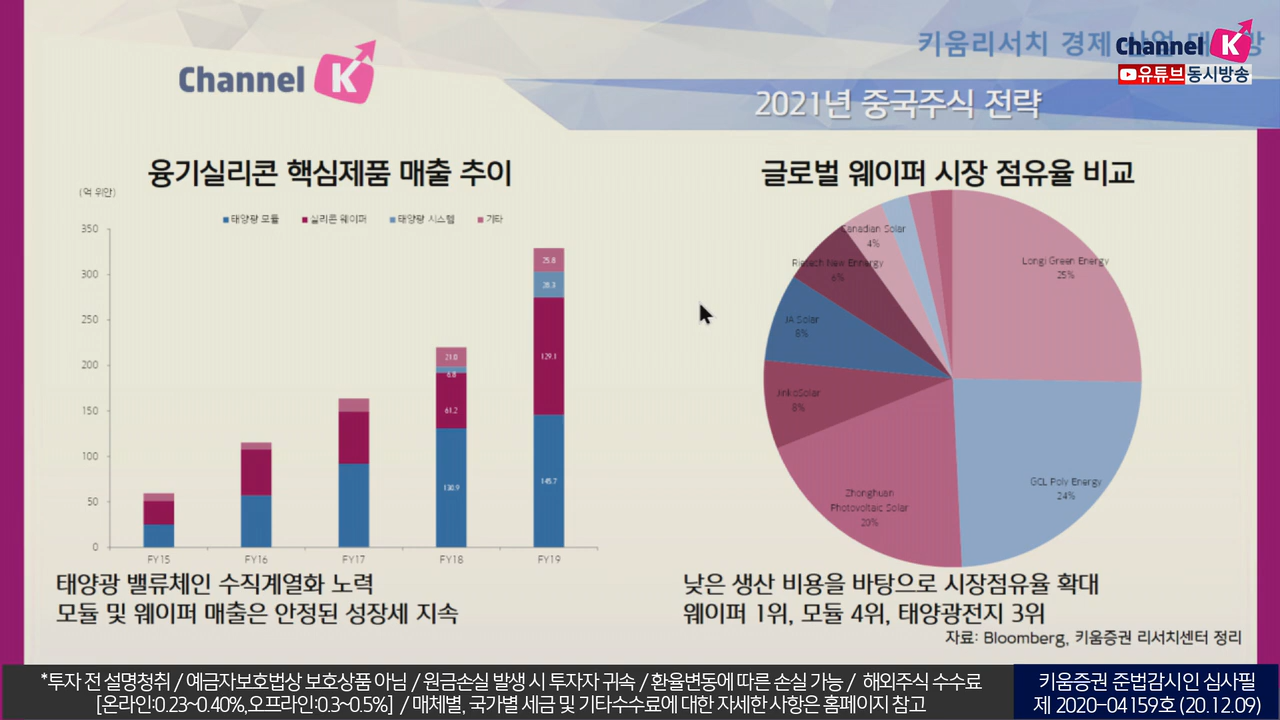 키움리서치 경제
Channel K
Channel K
유튜브동시방송
2021년 중국주식 전략
융기실리콘 핵심제품 매출 추이
(억 위안)
태양광 모듈 실리콘 웨이퍼 태양광 시스템 기타
350
300
250
200
150
100
50
0
25.8
26.3
129.1
145.7
21.0
6.8
61.2
130.9
FY15 FY16 FY17 FY18 FY19
태양광 밸류체인 수직계열화 노력
모듈 및 웨이퍼 매출은 안정된 성장세 지속
글로벌 웨이퍼 시장 점유율 비교
Canadian Solar
4%
6%
JA Solar
8%
JinkoSolar
8%
Zhonghuan
Photovoltaic Solar
20%
Longi Green Energy
25%
GCL Poly Energy
24%
낮은 생산 비용을 바탕으로 시장점유율 확대
웨이퍼 1위, 모듈 4위, 태양광전지 3위
자료: Bloomberg, 키움증권 리서치센터 정리
*투자 전 설명청취 / 예금자보호법상 보호상품 아님 / 원금손실 발생 시 투자자 귀속 / 환율변동에 따른 손실 가능 / 해외주식 수수료
[온라인:0.23~0.40%,오프라인:0.3~0.5%] / 매체별, 국가별 세금 및 기타수수료에 대한 자세한 사항은 홈페이지 참고
키움증권 준법감시인 심사필
제 2020-04159호 (20.12.09)